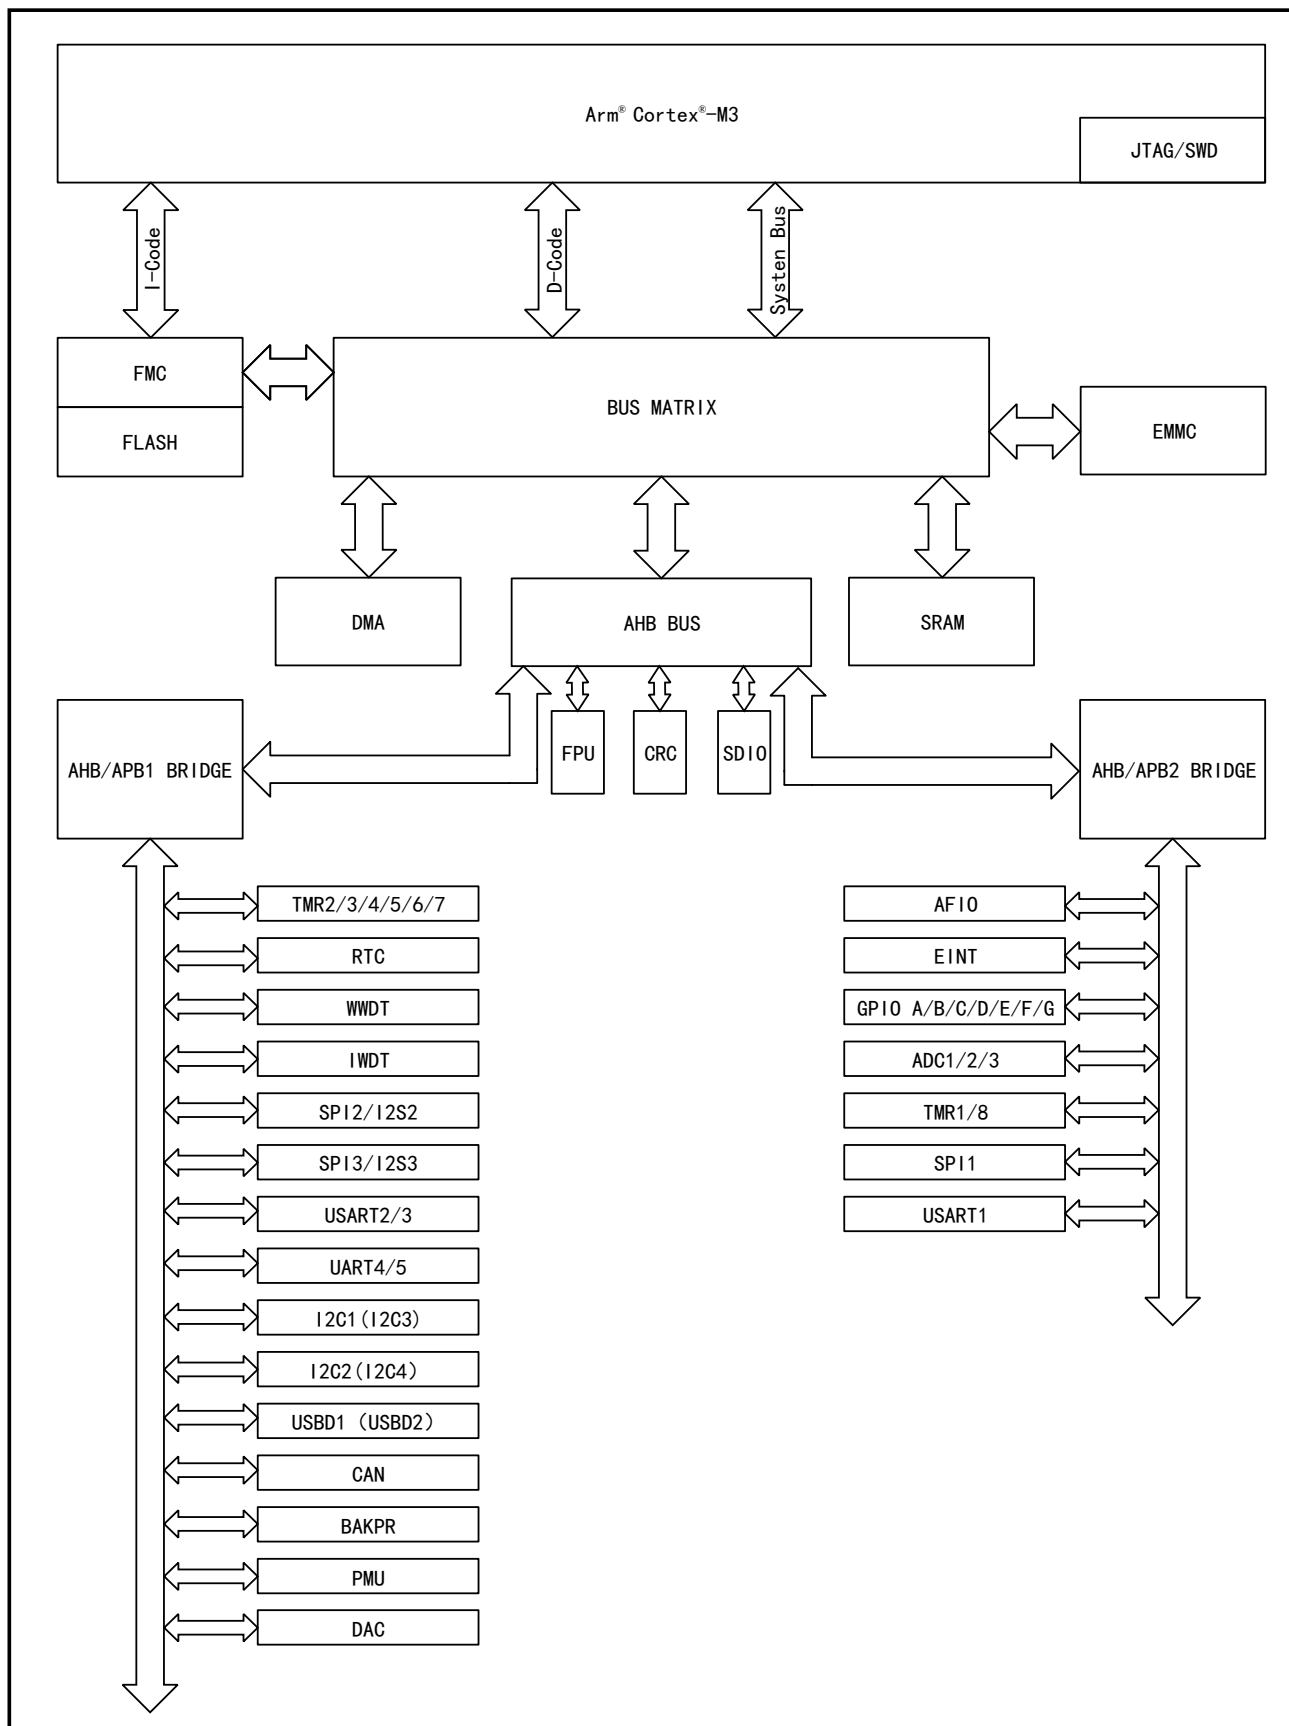 Arm® Cortex®-M3
JTAG/SWD
I-Code
D-Code
Systen Bus
FMC
FLASH
BUS MATRIX
EMMC
DMA
AHB BUS
SRAM
FPU
CRC
SDIO
AHB/APB1 BRIDGE
AHB/APB2 BRIDGE
TMR2/3/4/5/6/7
RTC
WWDT
IWDT
SPI2/I2S2
SPI3/I2S3
USART2/3
UART4/5
I2C1(I2C3)
I2C2(I2C4)
USBD1（USBD2）
CAN
BAKPR
PMU
DAC
AFIO
EINT
GPIO A/B/C/D/E/F/G
ADC1/2/3
TMR1/8
SPI1
USART1